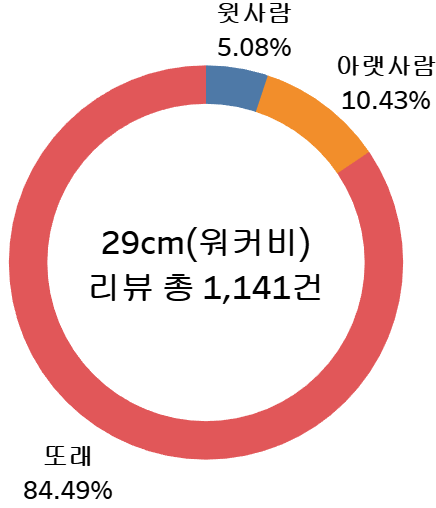 윗사람
5.08%
아랫사람
10.43%
29cm(워커비)
리뷰 총 1,141건
또래
84.49%